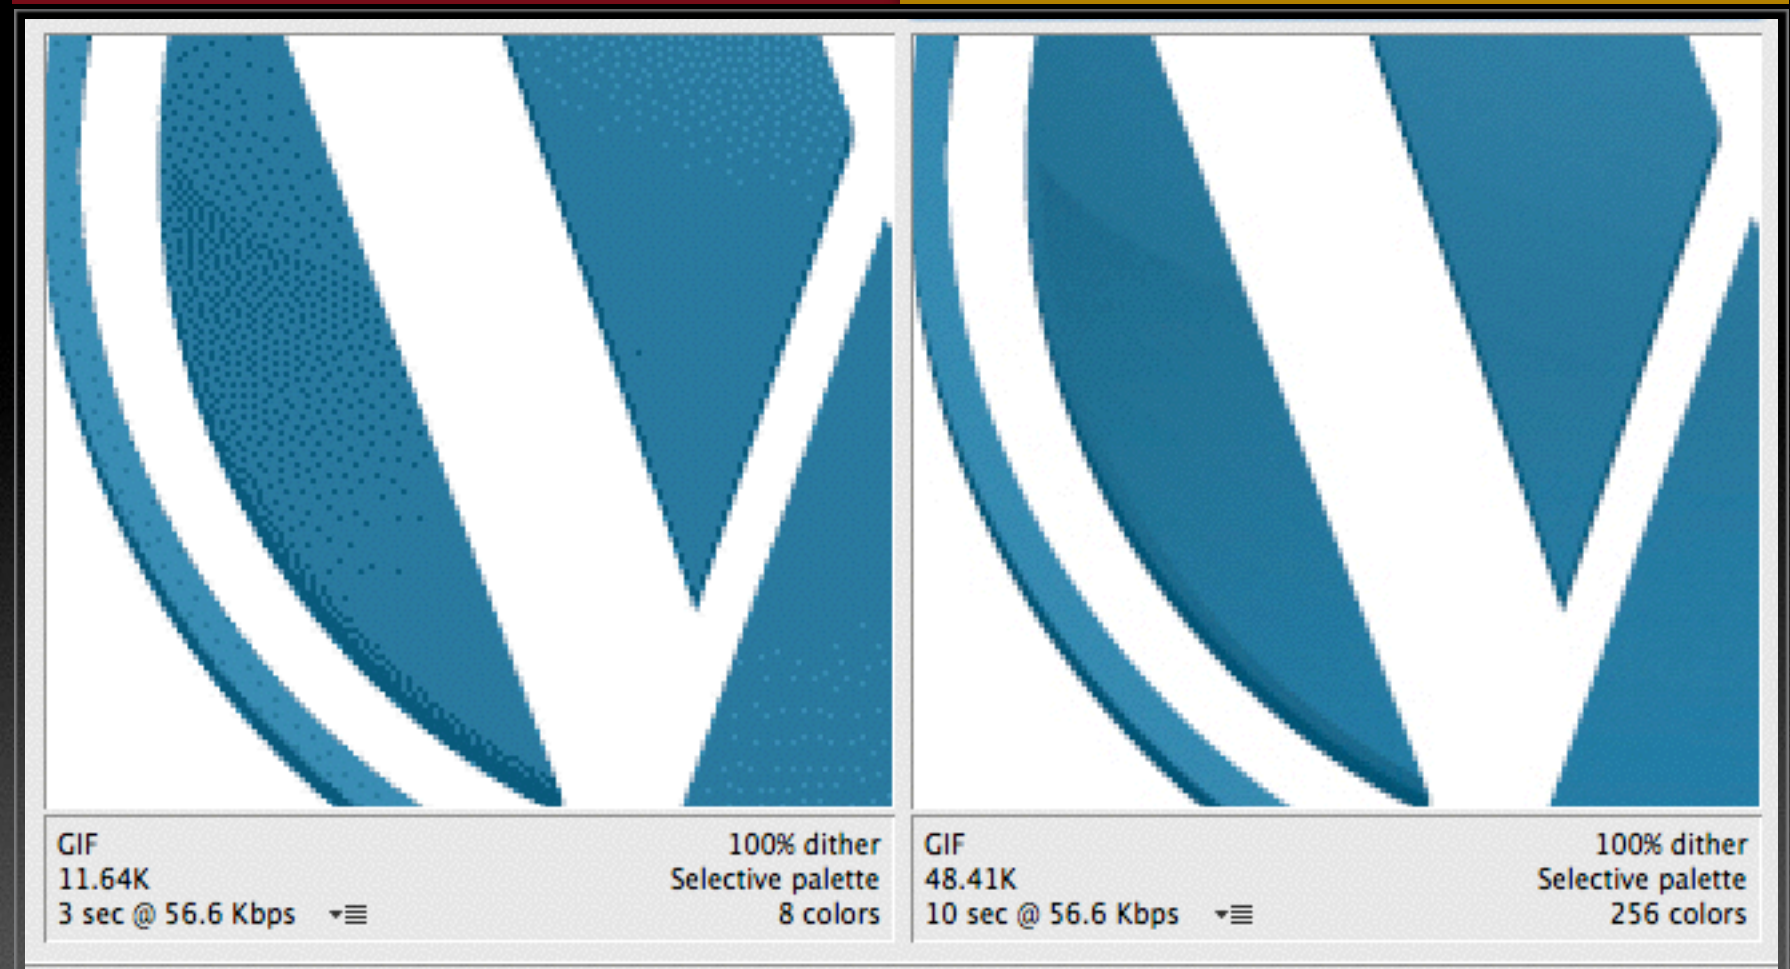 GIF
100% dither
11.64K
Selective palette
3 sec @ 56.6 Kbps
8 colors
GIF
100% dither
48.41K
Selective palette
10 sec @ 56.6 Kbps
256 colors